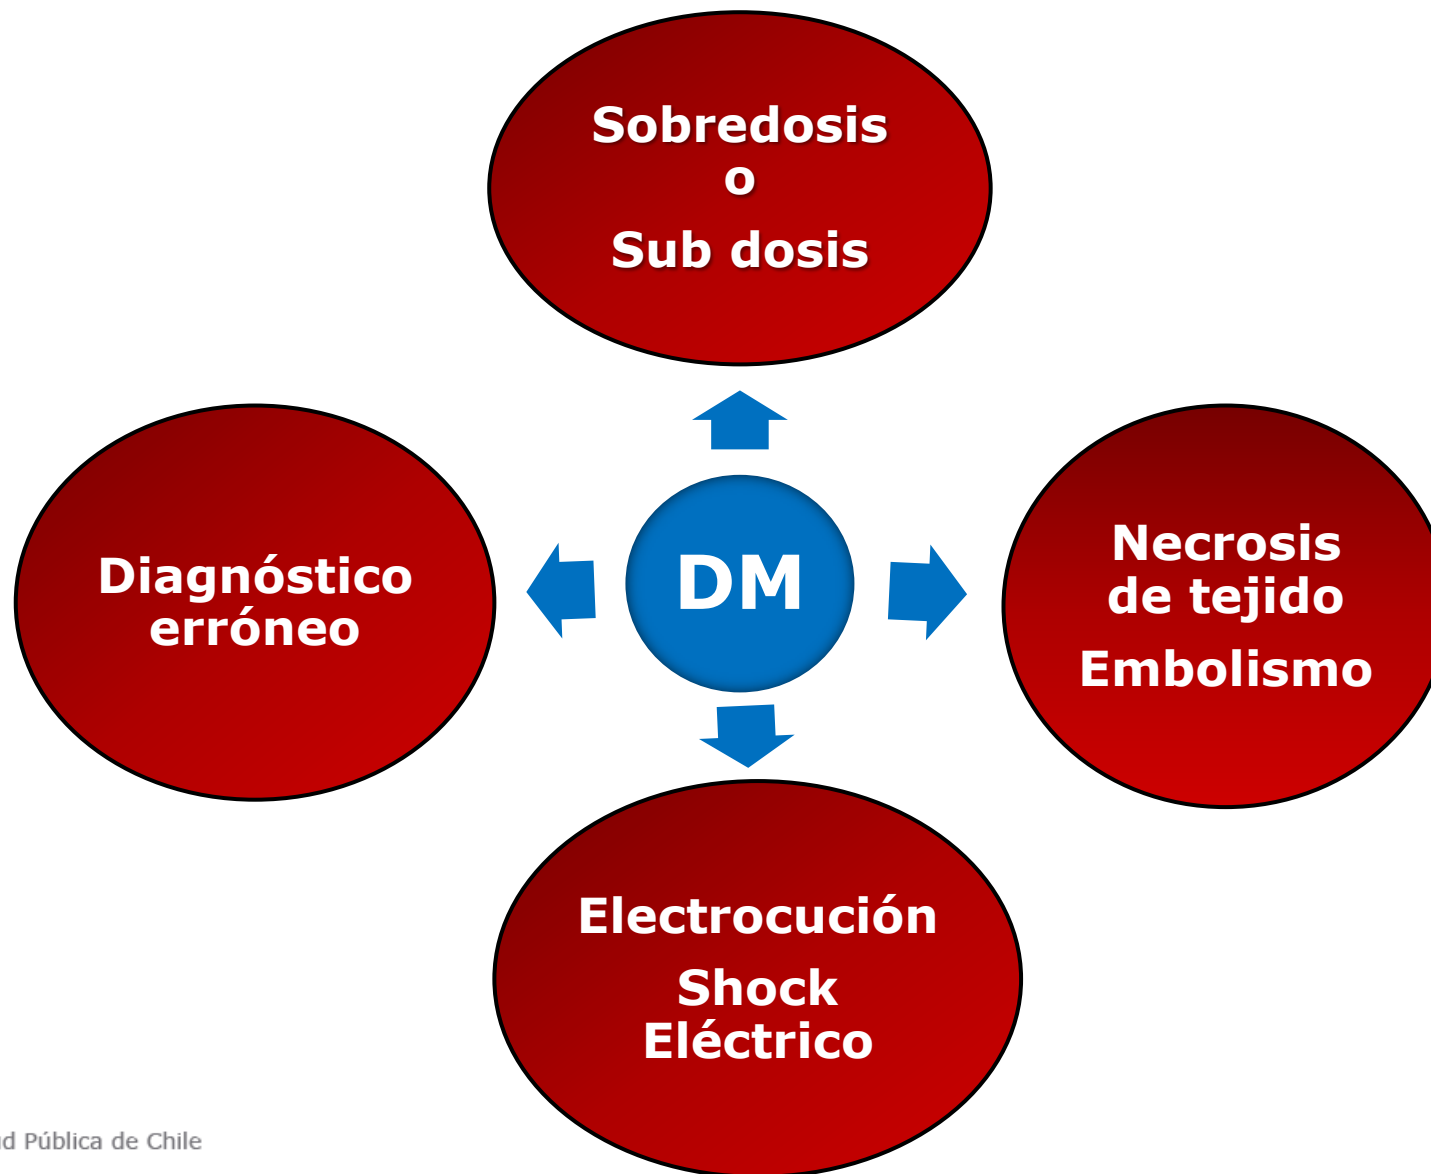 Sobredosis
o
Sub dosis
Diagnóstico
erróneo
DM
Necrosis
de tejido
Embolismo
Electrocución
Shock
Eléctrico
Pública de Chile